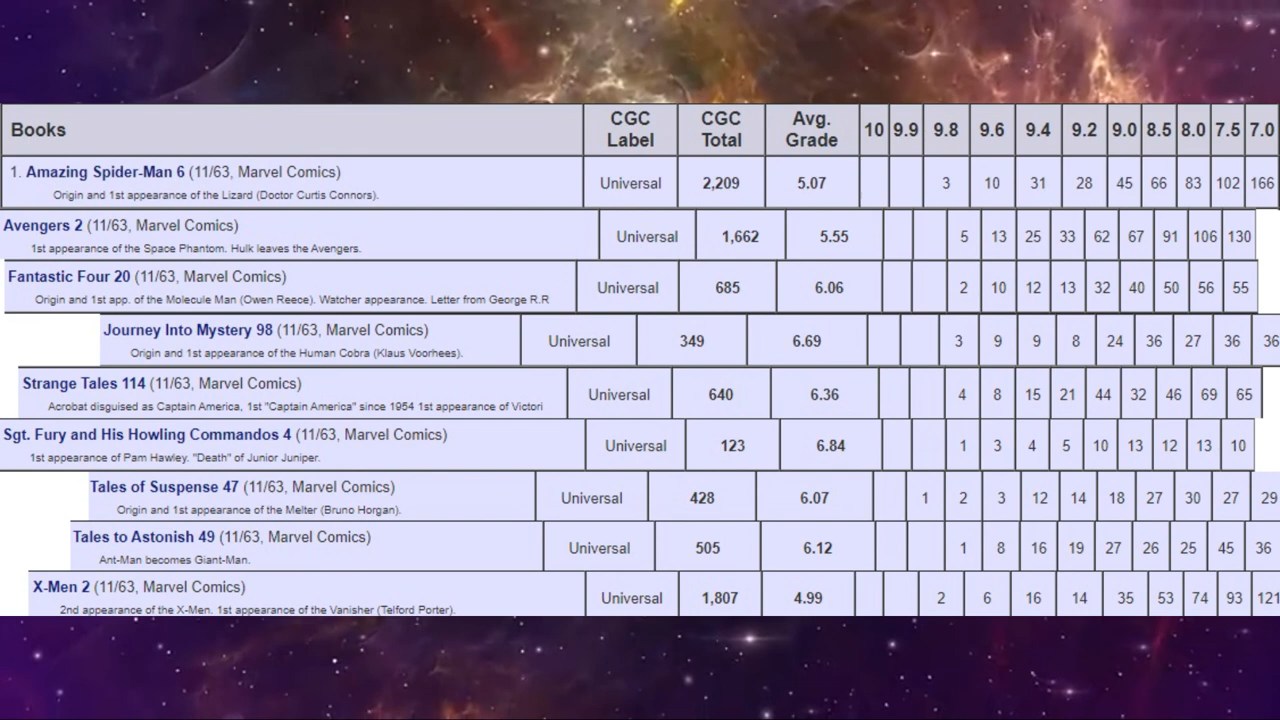 Books CGC Label CGC Total Avg. Grade 10 9.9 9.8 9.6 9.4 9.2 9.0 8.5 8.0 7.5 7.0
1. Amazing Spider-Man 6 (11/63, Marvel Comics) Universal 2,209 5.07 3 10 31 28 45 66 83 102 166
Origin and 1st appearance of the Lizard (Doctor Curtis Connors).
Avengers 2 (11/63, Marvel Comics) Universal 1,662 5.55 5 13 25 33 62 67 91 106 130
1st appearance of the Space Phantom. Hulk leaves the Avengers.
Fantastic Four 20 (11/63, Marvel Comics) Universal 685 6.06 2 10 12 13 32 40 50 56 55
Origin and 1st app. of the Molecule Man (Owen Reece). Watcher appearance. Letter from George R.R
Journey Into Mystery 98 (11/63, Marvel Comics) Universal 349 6.69 3 9 9 8 24 36 27 36 36
Origin and 1st appearance of the Human Cobra (Klaus Voorhees).
Strange Tales 114 (11/63, Marvel Comics) Universal 640 6.36 4 8 15 21 44 32 46 69 65
Acrobat disguised as Captain America, 1st "Captain America" since 1954 1st appearance of Victori
Sgt. Fury and His Howling Commandos 4 (11/63, Marvel Comics) Universal 123 6.84 1 3 4 5 10 13 12 13 10
1st appearance of Pam Hawley. "Death" of Junior Juniper.
Tales of Suspense 47 (11/63, Marvel Comics) Universal 428 6.07 1 2 3 12 14 18 27 30 27 29
Origin and 1st appearance of the Melter (Bruno Horgan).
Tales to Astonish 49 (11/63, Marvel Comics) Universal 505 6.12 1 8 16 19 27 26 25 45 36
Ant-Man becomes Giant-Man.
X-Men 2 (11/63, Marvel Comics) Universal 1,807 4.99 2 6 16 14 35 53 74 93 121
2nd appearance of the X-Men. 1st appearance of the Vanisher (Telford Porter).